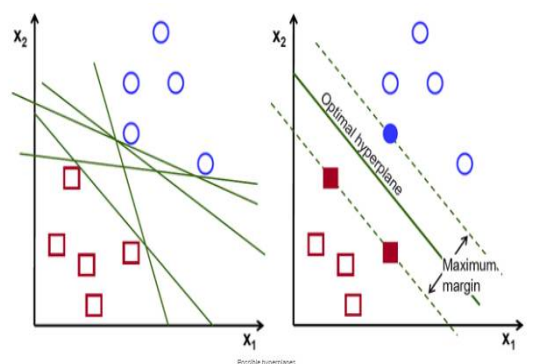 X₂
X₁
X₂
Optimal hyperplane
Maximum
margin
X₁
Possible hyperplanes